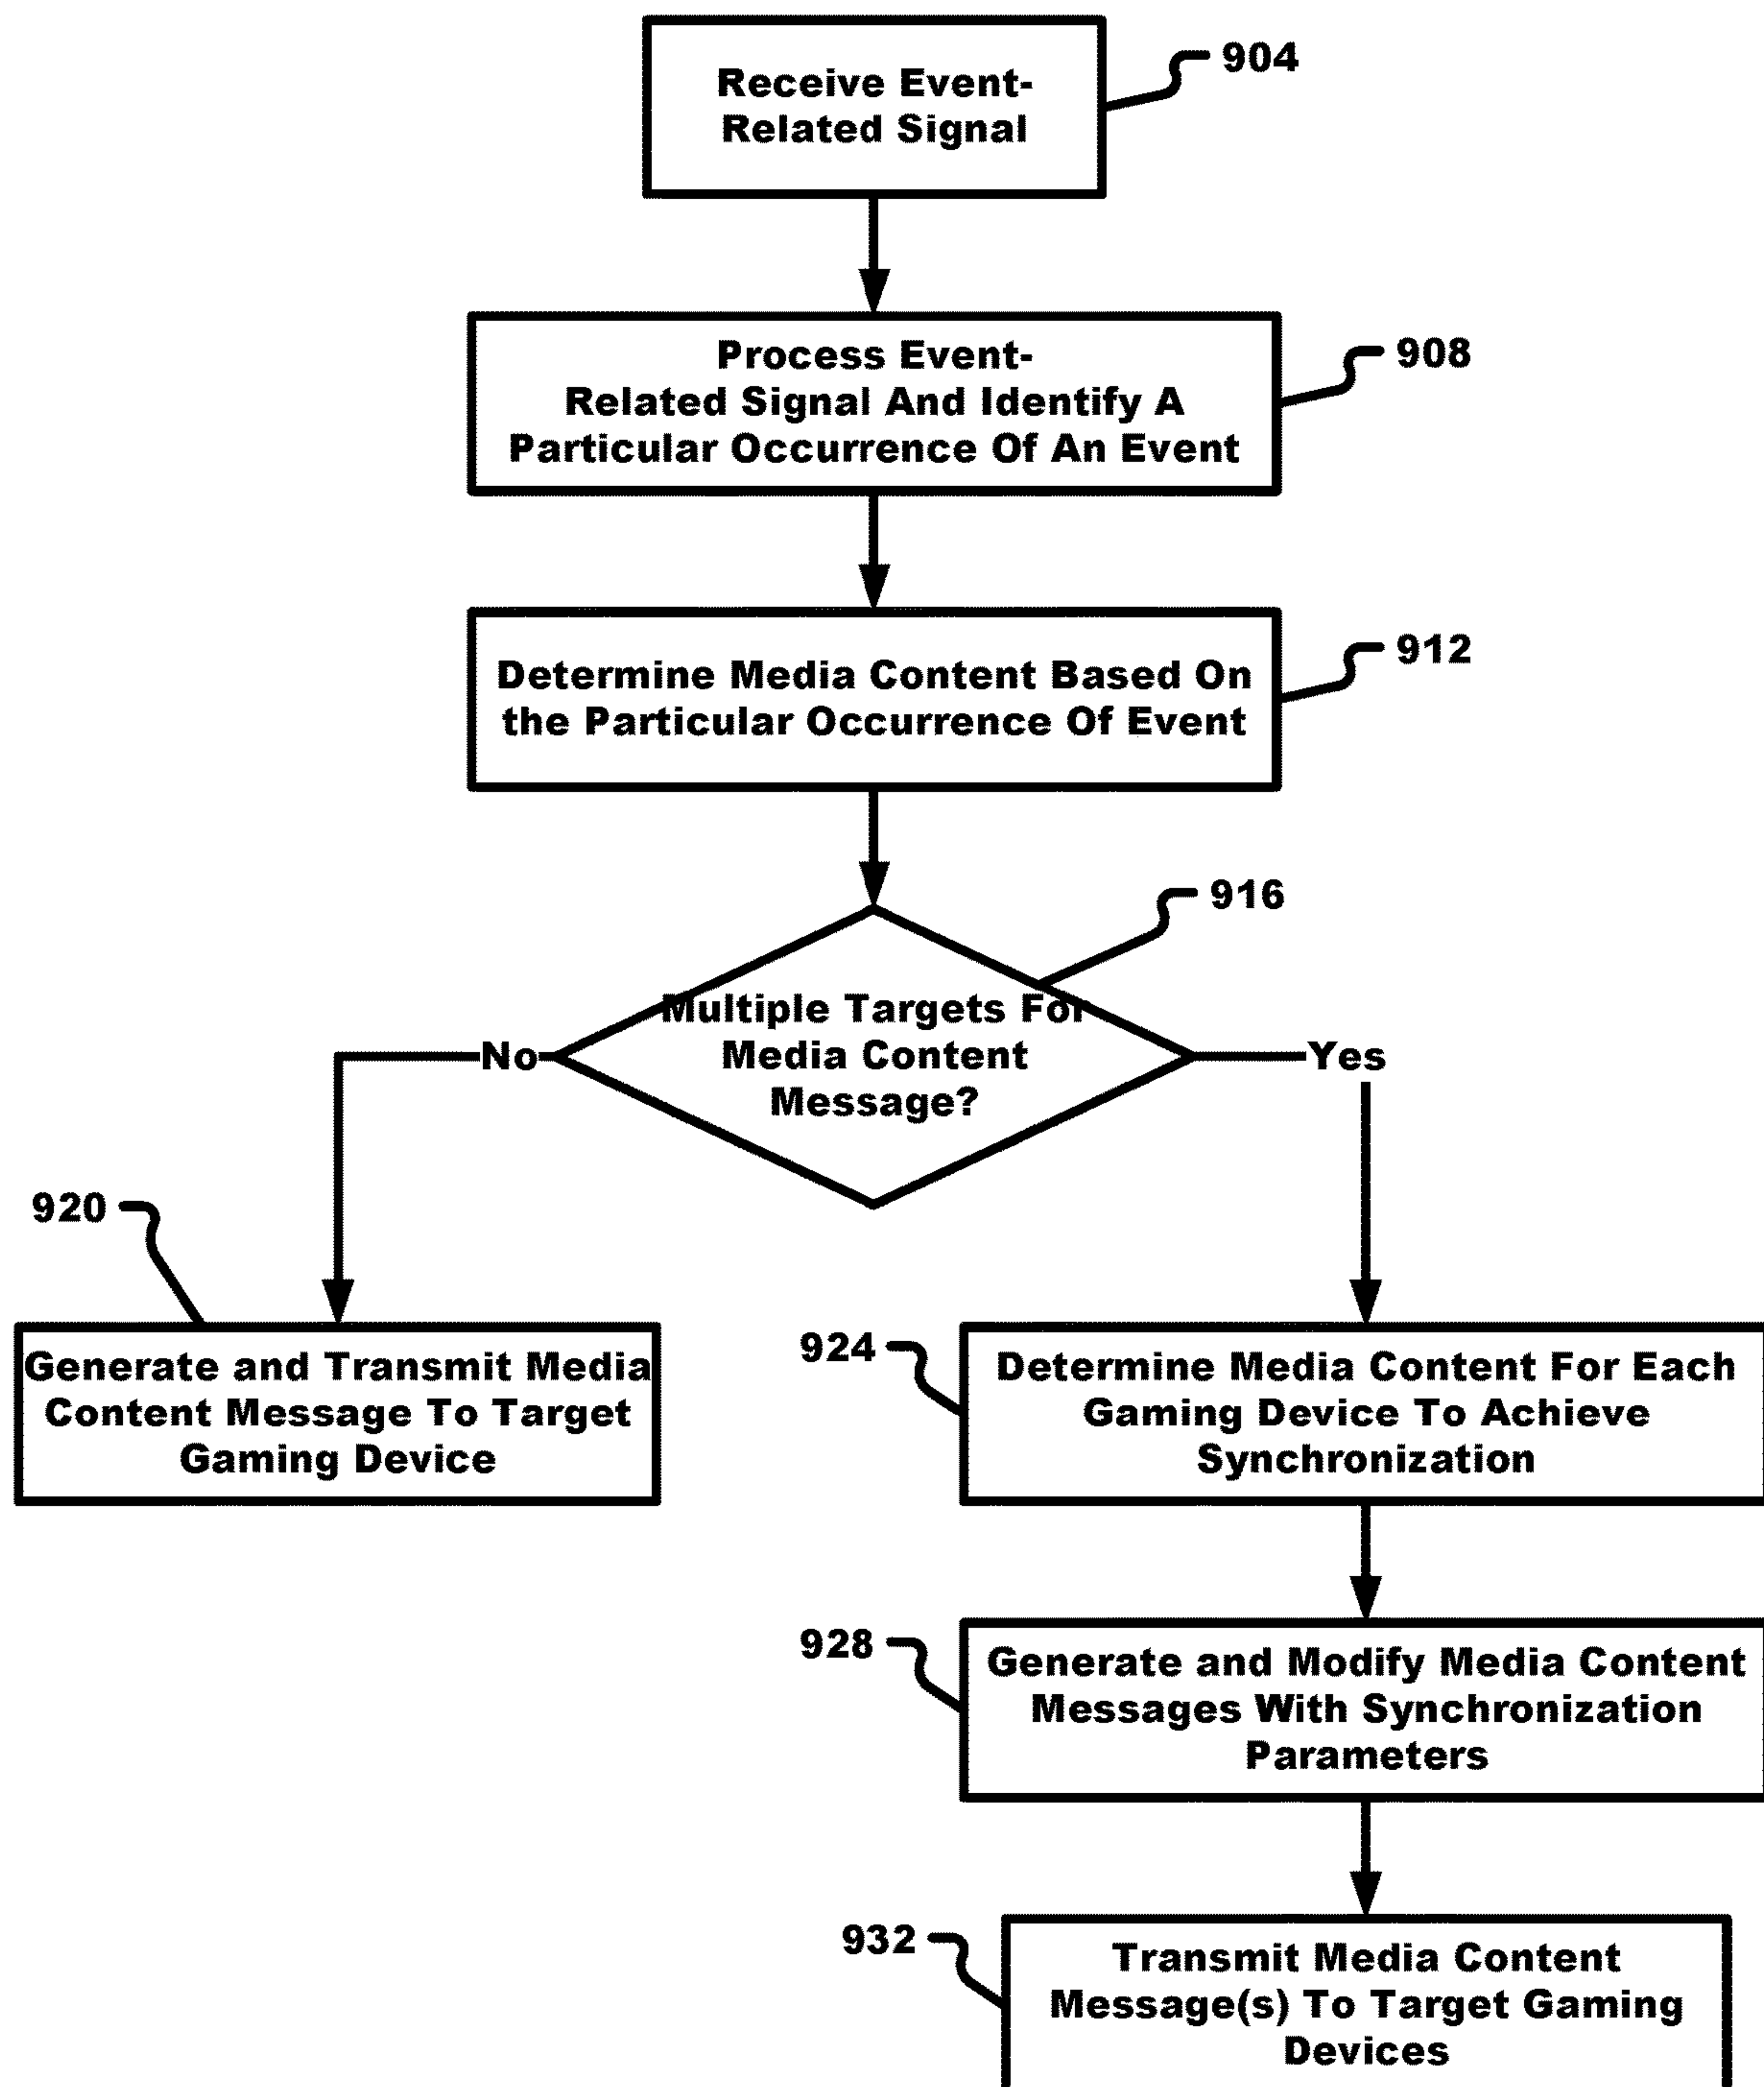 Receive Event-
Related Signal
904
Process Event-
Related Signal And Identify A
Particular Occurrence Of An Event
908
Determine Media Content Based On
the Particular Occurrence Of Event
912
916
Multiple Targets For
Media Content
Message?
No
Yes
920
Generate and Transmit Media
Content Message To Target
Gaming Device
924
Determine Media Content For Each
Gaming Device To Achieve
Synchronization
928
Generate and Modify Media Content
Messages With Synchronization
Parameters
932
Transmit Media Content
Message(s) To Target Gaming
Devices